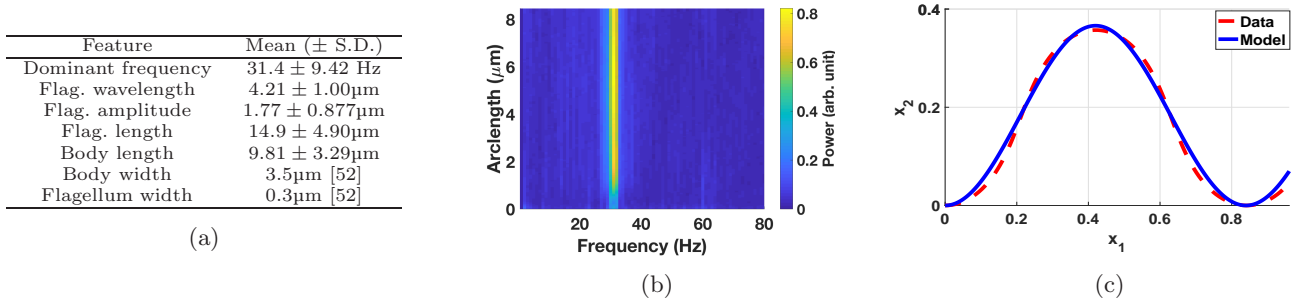 Feature Mean (± S.D.)
Dominant frequency 31.4 ± 9.42 Hz
Flag. wavelength 4.21 ± 1.00µm
Flag. amplitude 1.77 ± 0.877µm
Flag. length 14.9 ± 4.90µm
Body length 9.81 ± 3.29µm
Body width 3.5µm [52]
Flagellum width 0.3µm [52]
(a)
Arclength (µm)
8
6
4
2
0
20 40 60 80
Frequency (Hz)
0.8
0.6
0.4
0.2
0
Power (arb. unit)
(b)
x_2
0.4
0.2
0
0 0.2 0.4 0.6 0.8
x_1
Data
Model
(c)